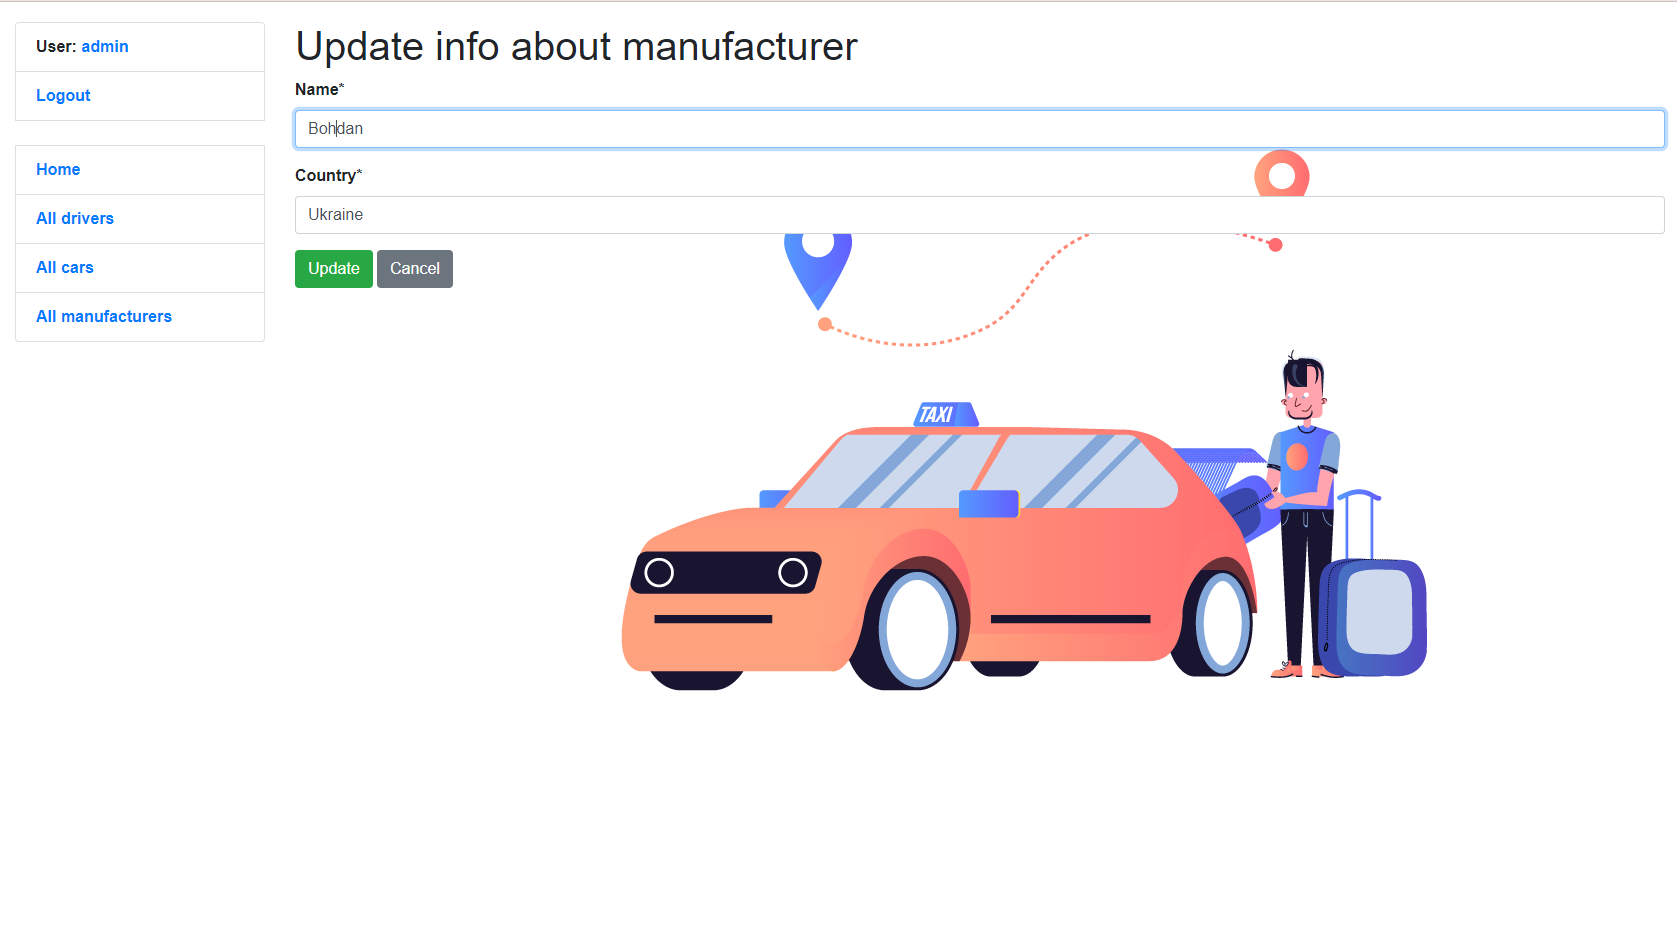 User: admin
Logout
Home
All drivers
All cars
All manufacturers
Update info about manufacturer
Name*
Bohdan
Country*
Ukraine
Update Cancel
TAXI